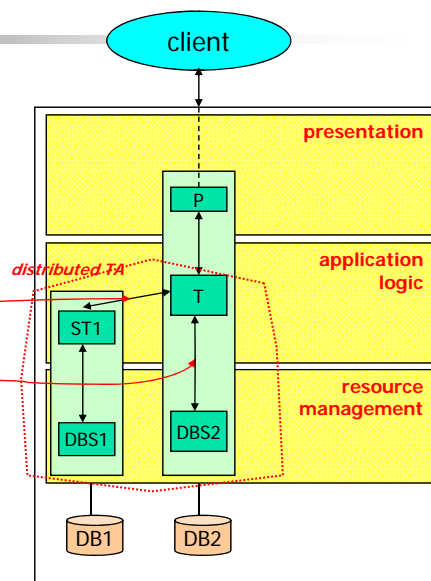 client
presentation
P
distributed TA
application
logic
T
ST1
resource
management
DBS1
DBS2
DB1
DB2